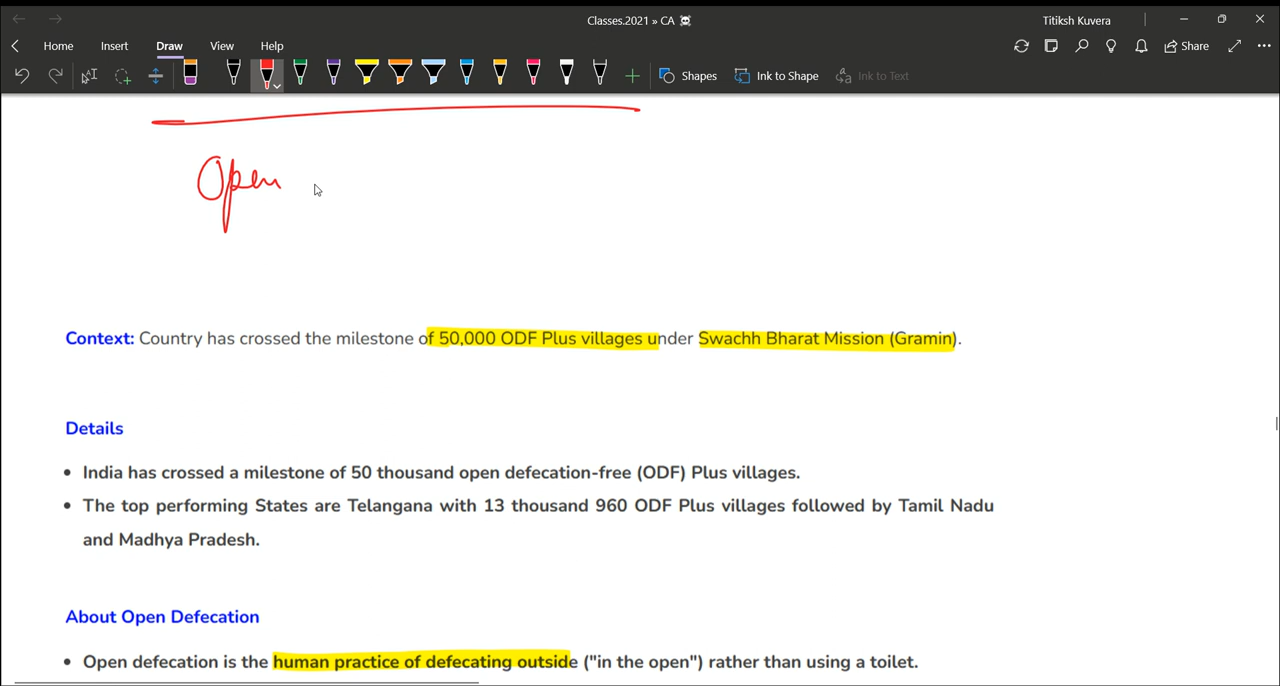 Classes.2021 » CA ☠
Titiksh Kuvera
Home Insert Draw View Help
Share
Shapes
Ink to Shape
Ink to Text
Open
Context: Country has crossed the milestone of 50,000 ODF Plus villages under Swachh Bharat Mission (Gramin).
Details
• India has crossed a milestone of 50 thousand open defecation-free (ODF) Plus villages.
• The top performing States are Telangana with 13 thousand 960 ODF Plus villages followed by Tamil Nadu
and Madhya Pradesh.
About Open Defecation
• Open defecation is the human practice of defecating outside ("in the open") rather than using a toilet.